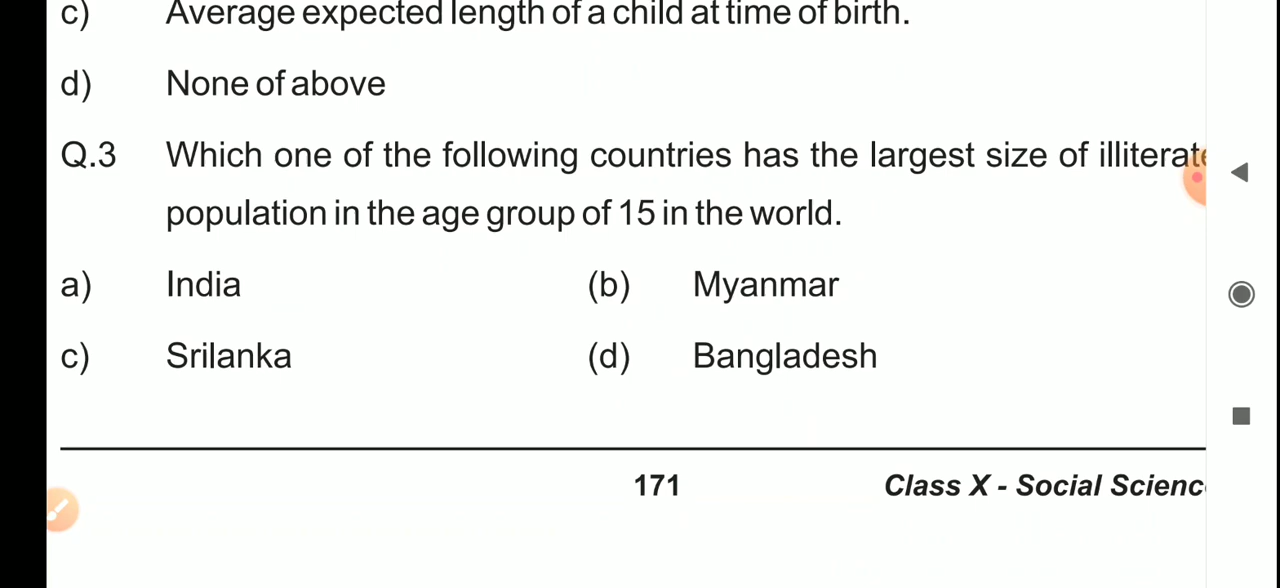 c) Average expected length of a child at time of birth.
d) None of above
Q.3 Which one of the following countries has the largest size of illiterat
population in the age group of 15 in the world.
a) India (b) Myanmar
c) Srilanka (d) Bangladesh
171 Class X - Social Scienc